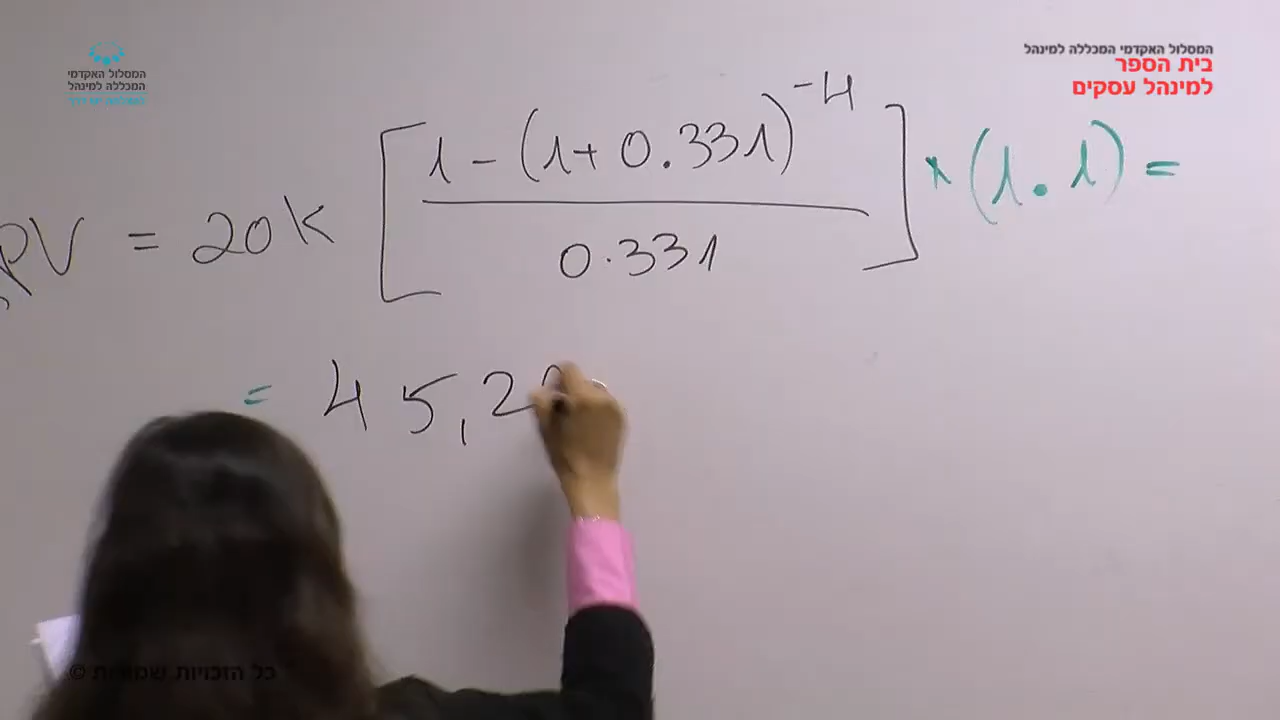 המסלול האקדמי
המכללה למינהל
המסלול האקדמי המכללה למינהל
בית הספר
למינהל עסקים
PV = 20K [ 1 - (1 + 0.331)^-4 / 0.331 ] × (1.1) =
= 45,2
כל הזכויות שמורות ©